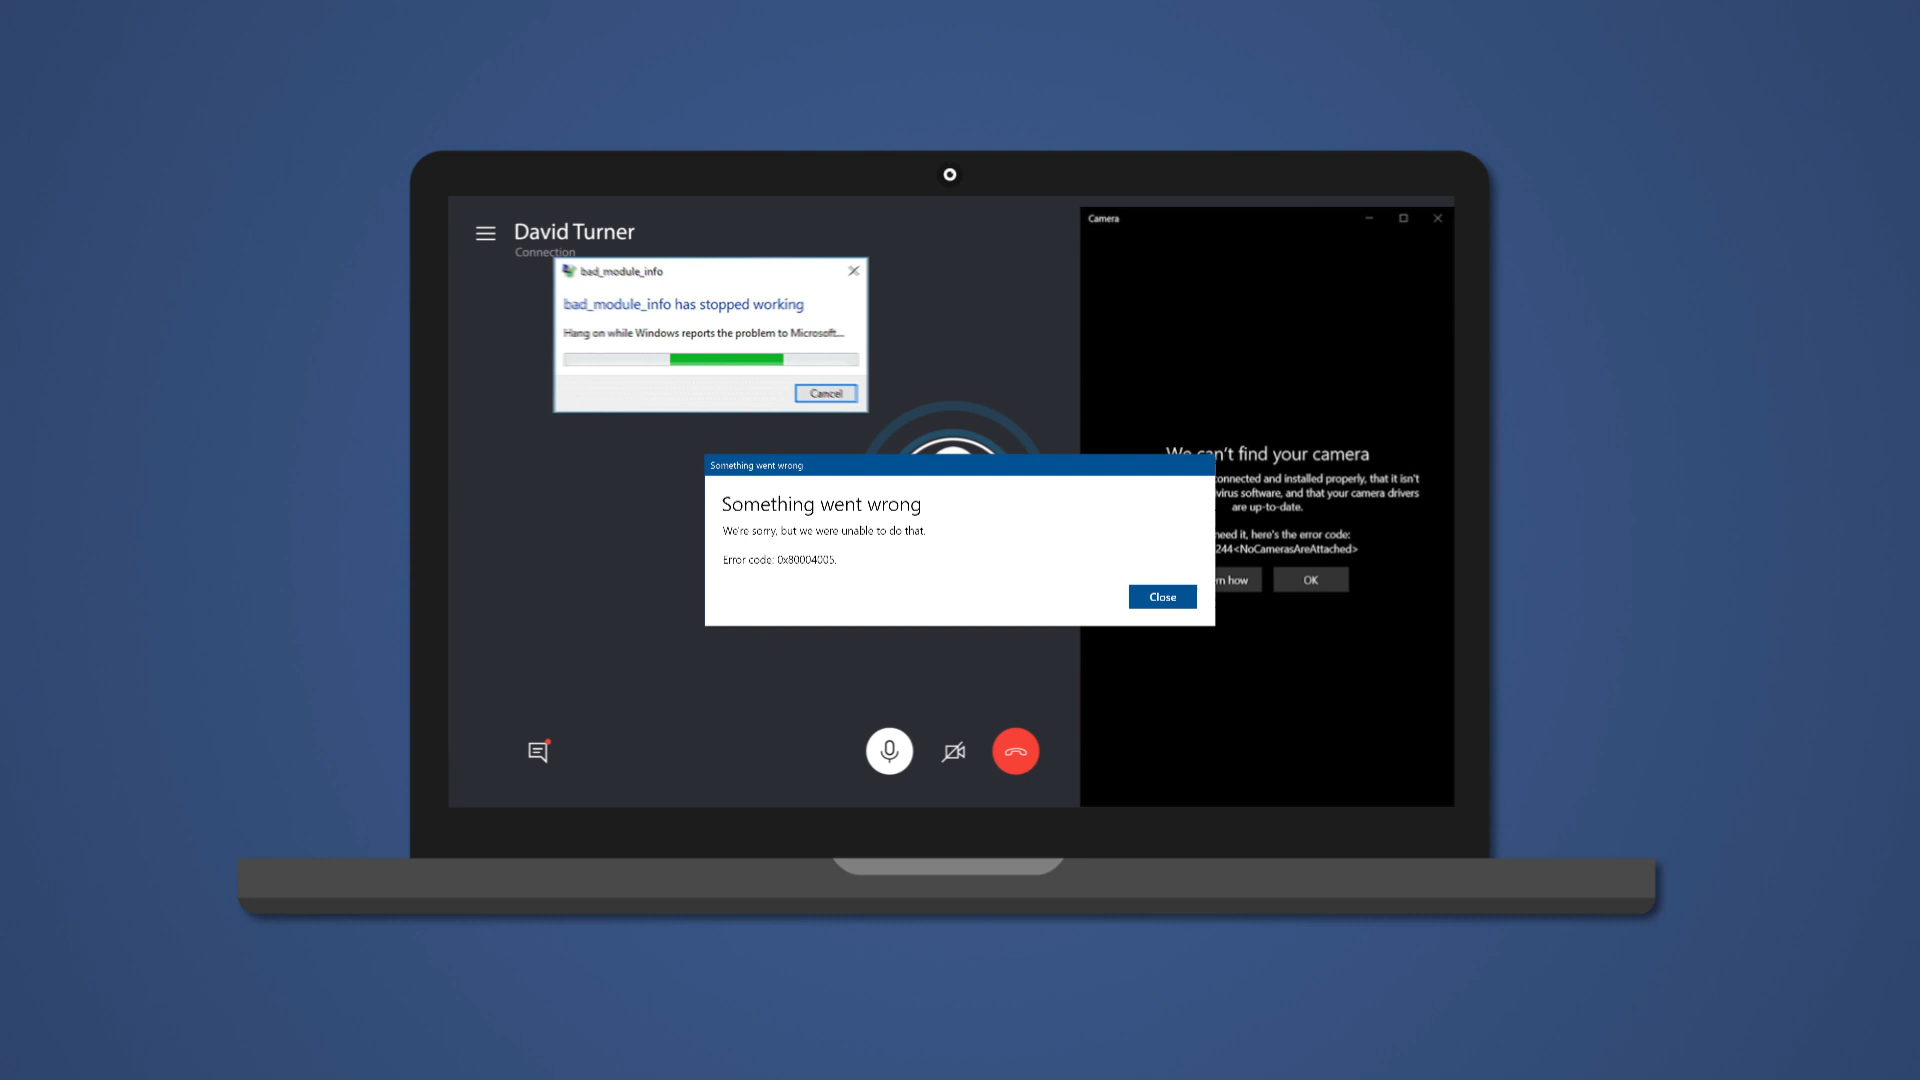 David Turner
Connection
bad_module_info
bad_module_info has stopped working
Hang on while Windows reports the problem to Microsoft...
Cancel
Camera
We can't find your camera
onnected and installed properly, that it isn't
virus software, and that your camera drivers
are up-to-date.
need it, here's the error code:
244<NoCamerasAreAttached>
n how
OK
Something went wrong
Something went wrong
We're sorry, but we were unable to do that.
Error code: 0x80004005.
Close